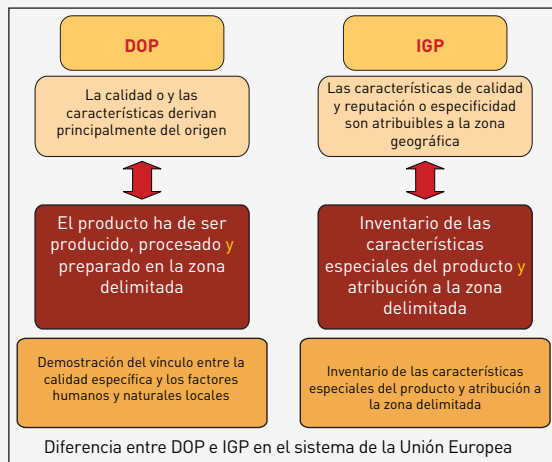 DOP
La calidad o y las
características derivan
principalmente del origen
El producto ha de ser
producido, procesado y
preparado en la zona
delimitada
Demostración del vínculo entre la
calidad específica y los factores
humanos y naturales locales
IGP
Las características de calidad
y reputación o especificidad
son atribuibles a la zona
geográfica
Inventario de las
características
especiales del producto y
atribución a la zona
delimitada
Inventario de las características
especiales del producto y atribución a
la zona delimitada
Diferencia entre DOP e IGP en el sistema de la Unión Europea